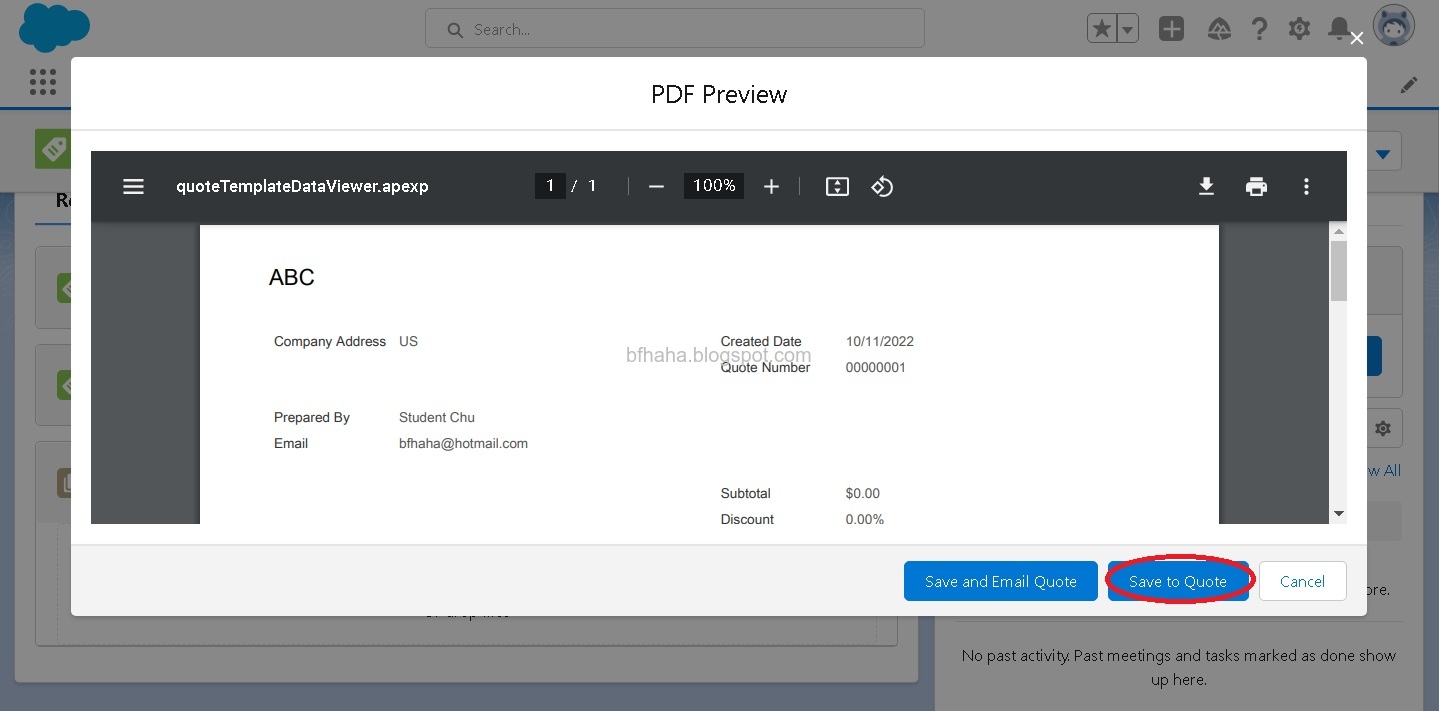 Search...
PDF Preview
quoteTemplateDataViewer.apexp 1 / 1 100%
ABC
Company Address US Created Date 10/11/2022
bfhaha.blogspot.com
Quote Number 00000001
Prepared By Student Chu
Email bfhaha@hotmail.com
Subtotal $0.00
Discount 0.00%
Save and Email Quote Save to Quote Cancel
No past activity. Past meetings and tasks marked as done show
up here.